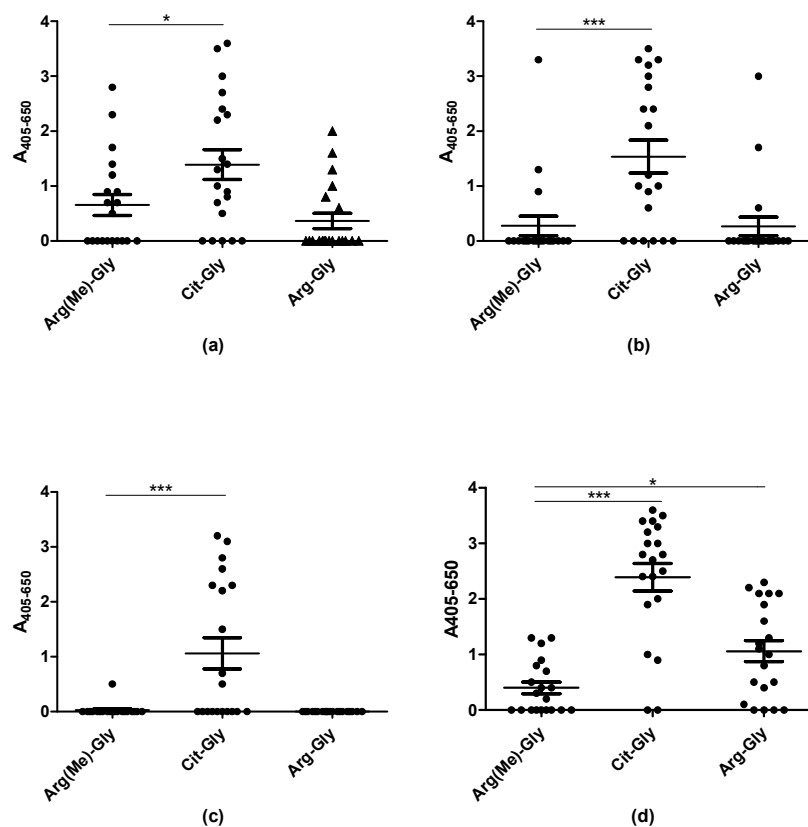 *
4
3
2
1
0
A405-650
Arg(Me)-Gly
Cit-Gly
Arg-Gly
(a)
***
4
3
2
1
0
A405-650
Arg(Me)-Gly
Cit-Gly
Arg-Gly
(b)
***
4
3
2
1
0
A405-650
Arg(Me)-Gly
Cit-Gly
Arg-Gly
(c)
*
***
4
3
2
1
0
A405-650
Arg(Me)-Gly
Cit-Gly
Arg-Gly
(d)